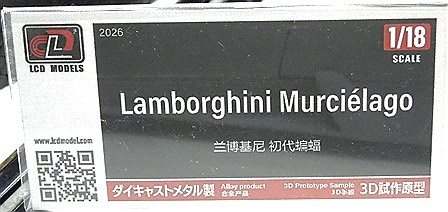 2026
LCD MODELS
1/18
SCALE
Lamborghini Murciélago
兰博基尼 初代蝙蝠
www.lcdmodel.com
ダイキャストメタル製
Alloy product
合金产品
3D Prototype Sample
3D手板
3D試作原型